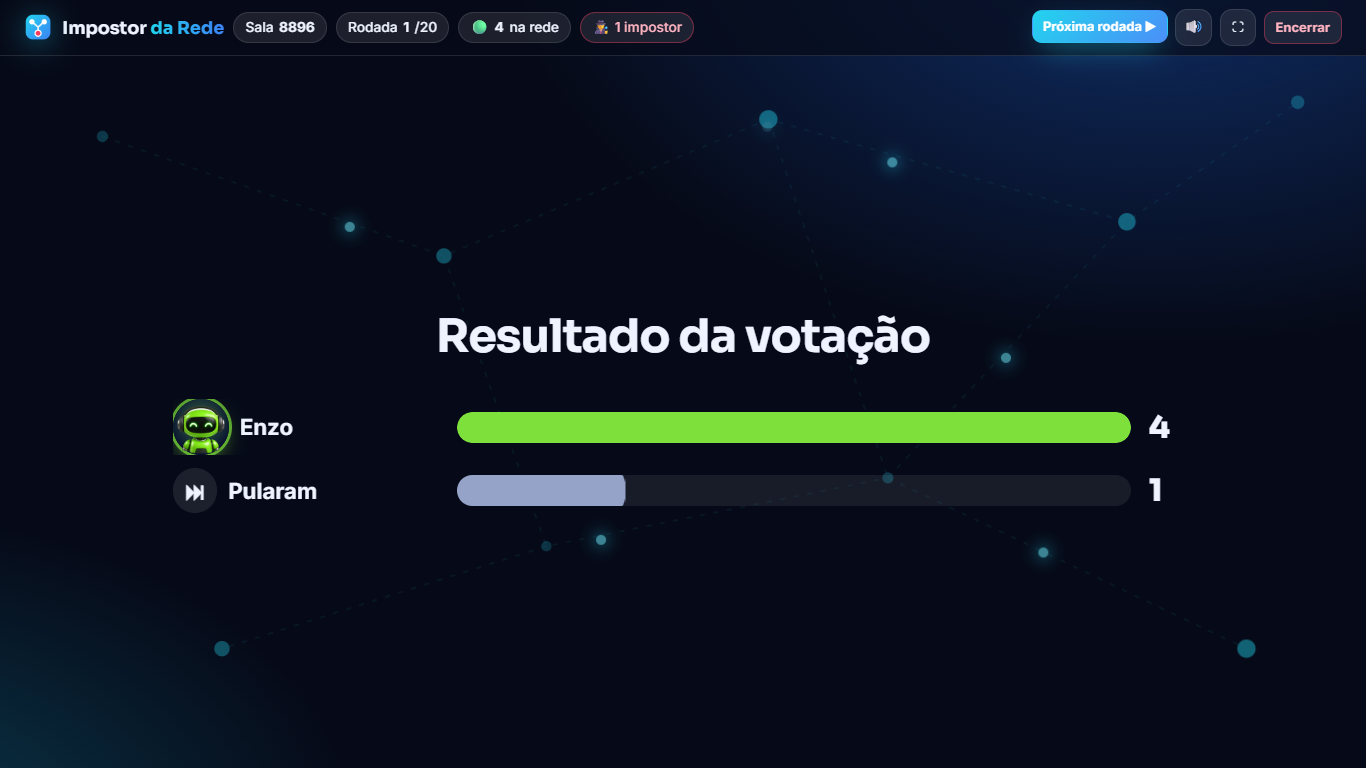 Impostor da Rede Sala 8896 Rodada 1 /20 4 na rede 1 impostor Próxima rodada ▶ Encerrar
Resultado da votação
Enzo 4
Pularam 1